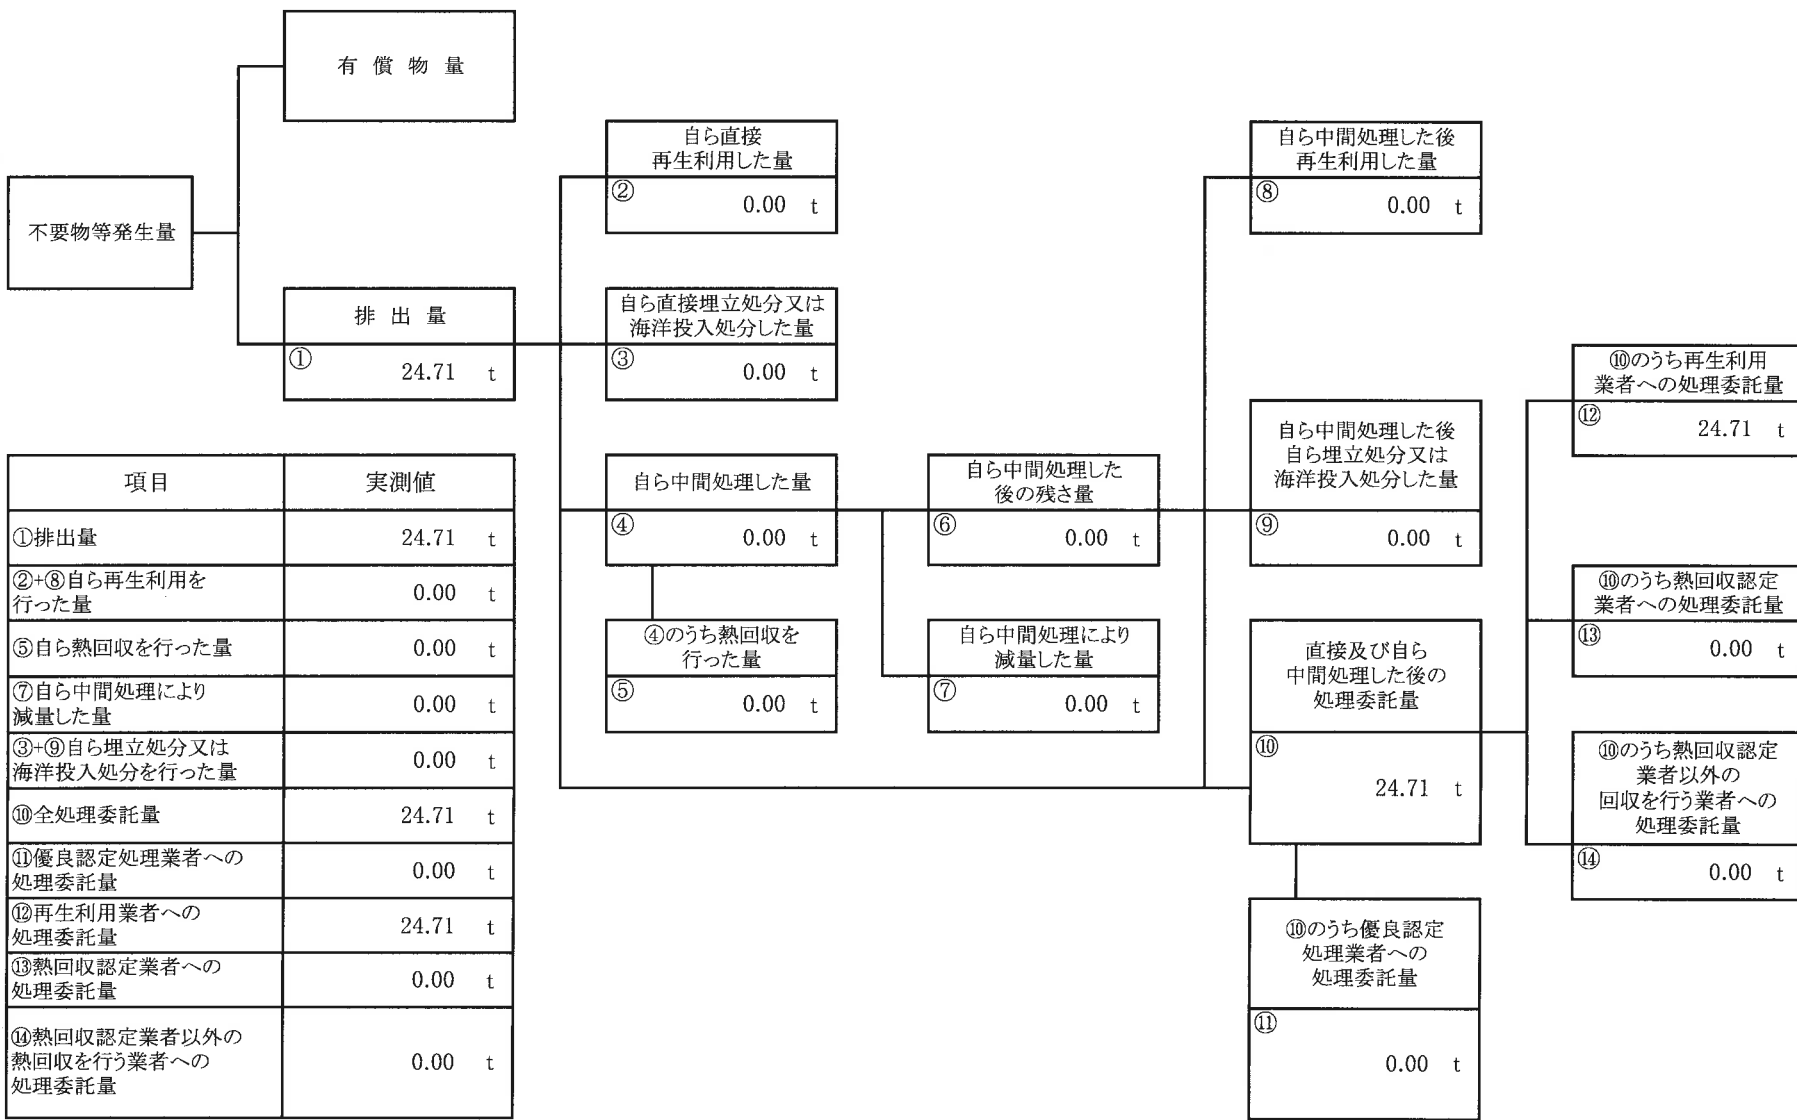 有 償 物 量
不要物等発生量
排 出 量
①
24.71 t
自ら直接
再生利用した量
②
0.00 t
自ら直接埋立処分又は
海洋投入処分した量
③
0.00 t
自ら中間処理した量
④
0.00 t
④のうち熱回収を
行った量
⑤
0.00 t
自ら中間処理した
後の残さ量
⑥
0.00 t
自ら中間処理により
減量した量
⑦
0.00 t
自ら中間処理した後
再生利用した量
⑧
0.00 t
自ら中間処理した後
自ら埋立処分又は
海洋投入処分した量
⑨
0.00 t
直接及び自ら
中間処理した後の
処理委託量
⑩
24.71 t
⑩のうち優良認定
処理業者への
処理委託量
⑪
0.00 t
⑩のうち再生利用
業者への処理委託量
⑫
24.71 t
⑩のうち熱回収認定
業者への処理委託量
⑬
0.00 t
⑩のうち熱回収認定
業者以外の
回収を行う業者への
処理委託量
⑭
0.00 t
項目 実測値
①排出量 24.71 t
②+⑧自ら再生利用を
行った量 0.00 t
⑤自ら熱回収を行った量 0.00 t
⑦自ら中間処理により
減量した量 0.00 t
③+⑨自ら埋立処分又は
海洋投入処分を行った量 0.00 t
⑩全処理委託量 24.71 t
⑪優良認定処理業者への
処理委託量 0.00 t
⑫再生利用業者への
処理委託量 24.71 t
⑬熱回収認定業者への
処理委託量 0.00 t
⑭熱回収認定業者以外の
熱回収を行う業者への
処理委託量 0.00 t